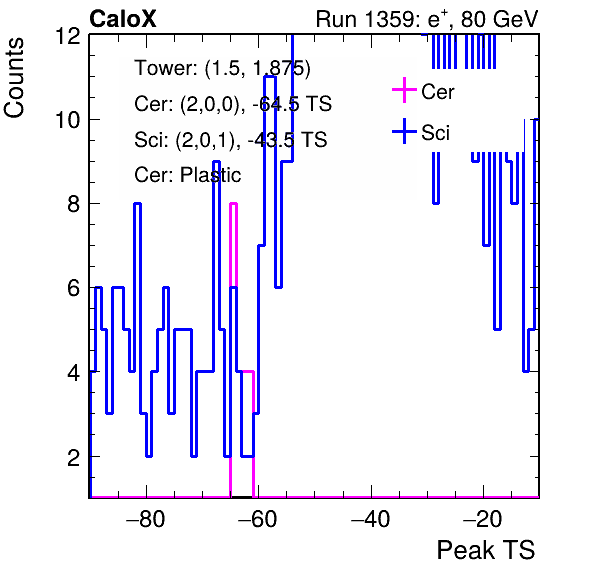 CaloX Run 1359: e⁺, 80 GeV
Counts
12
10
8
6
4
2
Tower: (1.5, 1.875)
Cer: (2,0,0), -64.5 TS
Sci: (2,0,1), -43.5 TS
Cer: Plastic
Cer
Sci
−80 −60 −40 −20
Peak TS